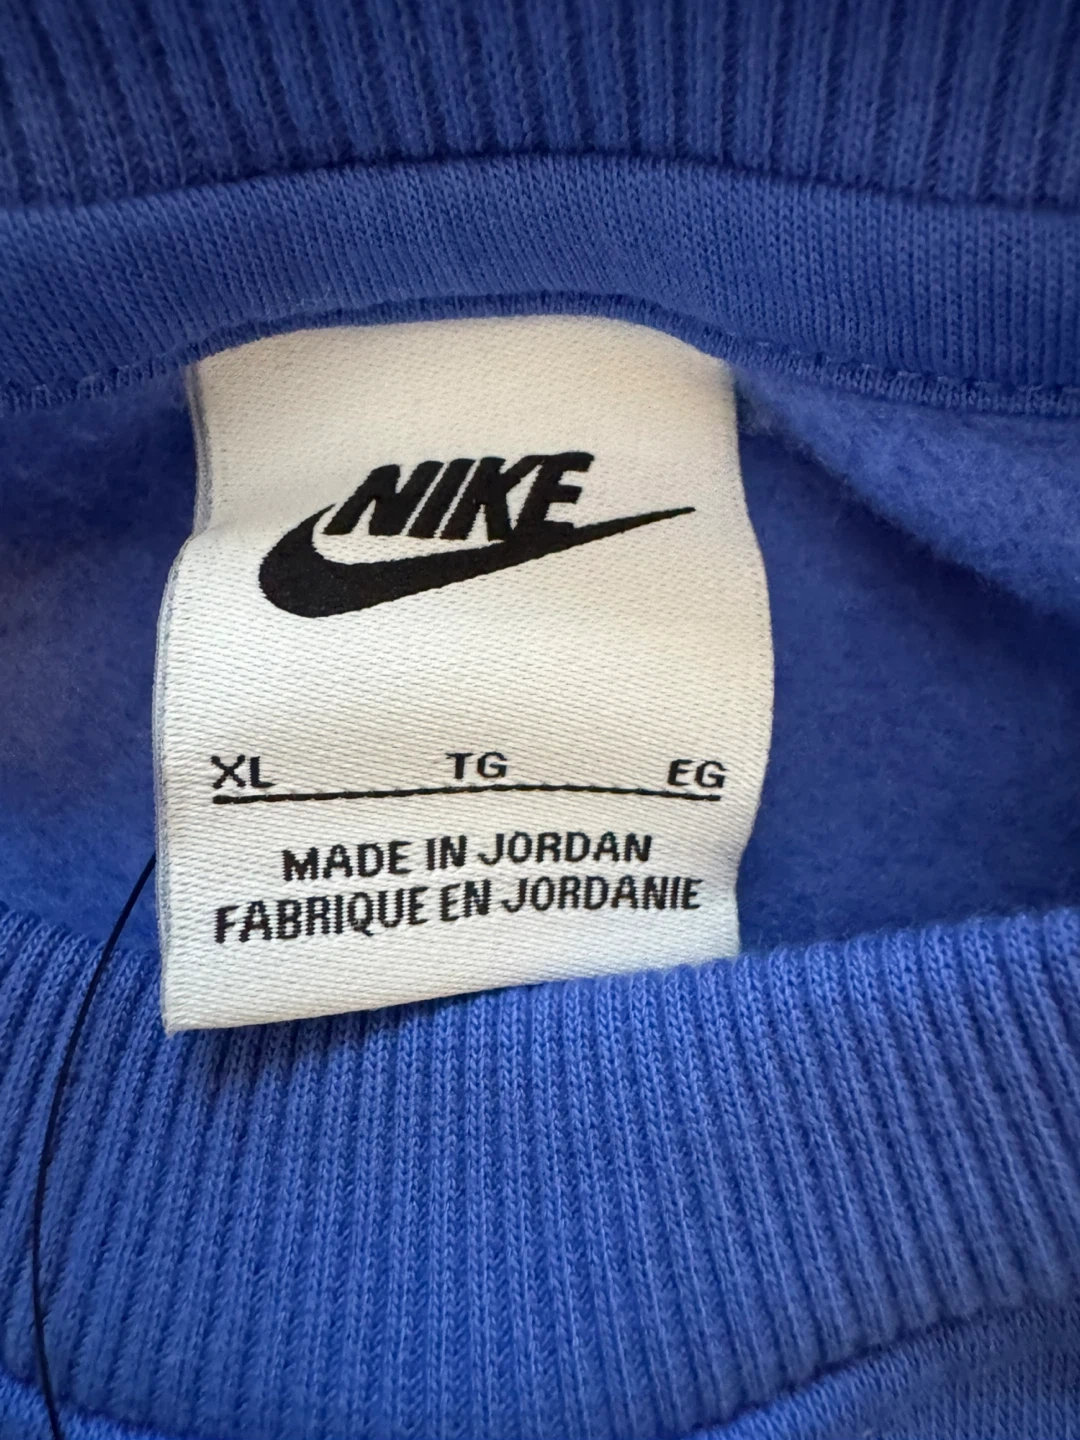 NIKE
XL TG EG
MADE IN JORDAN
FABRIQUE EN JORDANIE